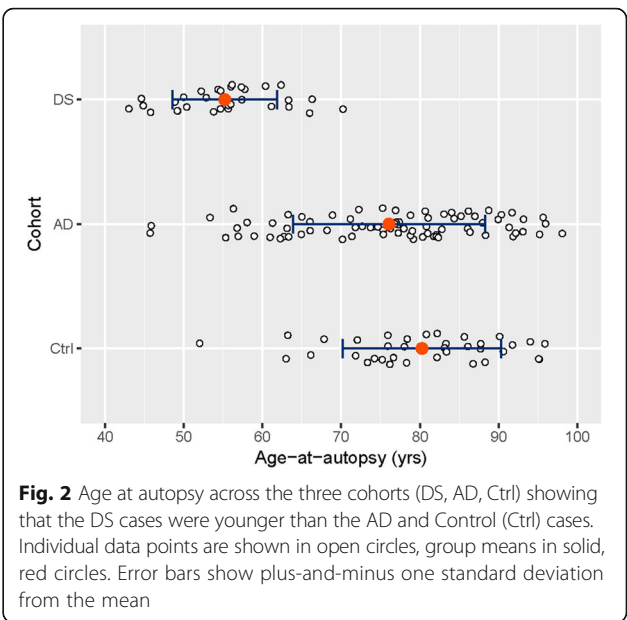 DS
AD
Ctrl
Cohort
40 50 60 70 80 90 100
Age−at−autopsy (yrs)
Fig. 2 Age at autopsy across the three cohorts (DS, AD, Ctrl) showing
that the DS cases were younger than the AD and Control (Ctrl) cases.
Individual data points are shown in open circles, group means in solid,
red circles. Error bars show plus-and-minus one standard deviation
from the mean